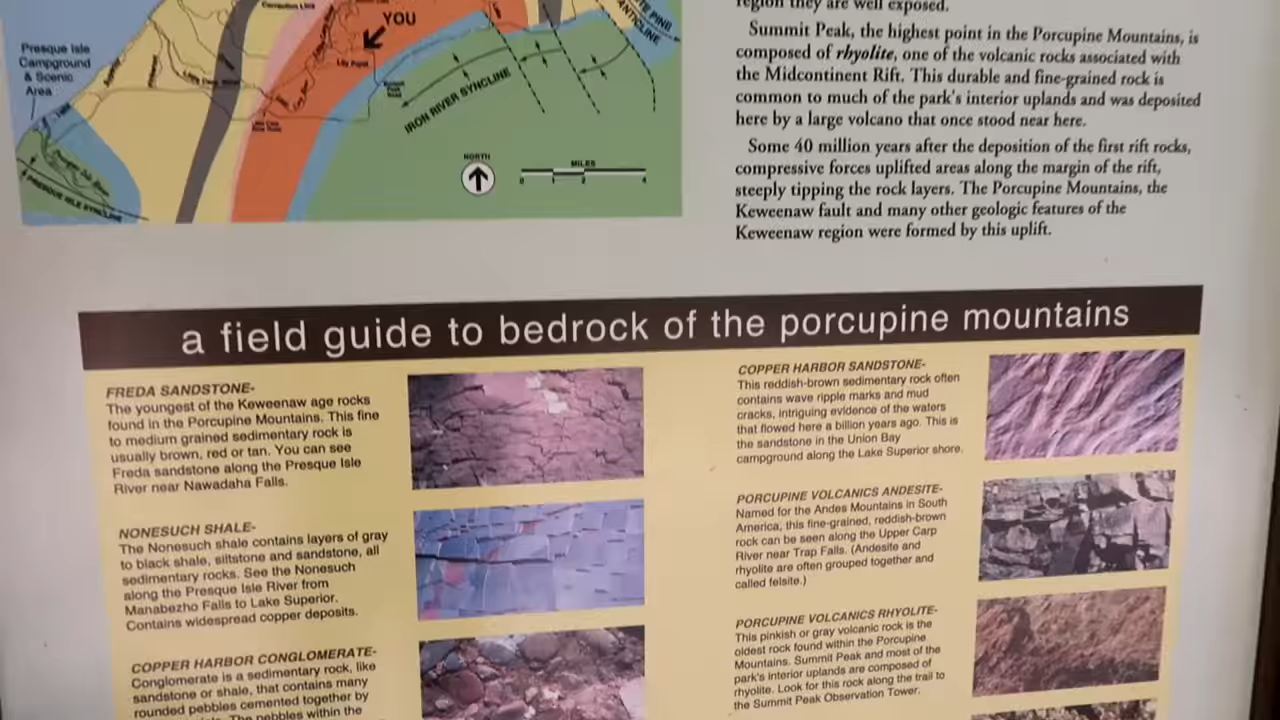 YOU
Presque Isle
Campground
& Scenic
Area
IRON RIVER SYNCLINE
ANTICLINE
PRESQUE ISLE SYNCLINE
NORTH
MILES
region they are well exposed.
Summit Peak, the highest point in the Porcupine Mountains, is
composed of rhyolite, one of the volcanic rocks associated with
the Midcontinent Rift. This durable and fine-grained rock is
common to much of the park's interior uplands and was deposited
here by a large volcano that once stood near here.
Some 40 million years after the deposition of the first rift rocks,
compressive forces uplifted areas along the margin of the rift,
steeply tipping the rock layers. The Porcupine Mountains, the
Keweenaw fault and many other geologic features of the
Keweenaw region were formed by this uplift.
a field guide to bedrock of the porcupine mountains
FREDA SANDSTONE-
The youngest of the Keweenaw age rocks
found in the Porcupine Mountains. This fine
to medium grained sedimentary rock is
usually brown, red or tan. You can see
Freda sandstone along the Presque Isle
River near Nawadaha Falls.
NONESUCH SHALE-
The Nonesuch shale contains layers of gray
to black shale, siltstone and sandstone, all
sedimentary rocks. See the Nonesuch
along the Presque Isle River from
Manabezho Falls to Lake Superior.
Contains widespread copper deposits.
COPPER HARBOR CONGLOMERATE-
Conglomerate is a sedimentary rock, like
sandstone or shale, that contains many
rounded pebbles cemented together by
The pebbles within the
COPPER HARBOR SANDSTONE-
This reddish-brown sedimentary rock often
contains wave ripple marks and mud
cracks, intriguing evidence of the waters
that flowed here a billion years ago. This is
the sandstone in the Union Bay
campground along the Lake Superior shore.
PORCUPINE VOLCANICS ANDESITE-
Named for the Andes Mountains in South
America, this fine-grained, reddish-brown
rock can be seen along the Upper Carp
River near Trap Falls. (Andesite and
rhyolite are often grouped together and
called felsite.)
PORCUPINE VOLCANICS RHYOLITE-
This pinkish or gray volcanic rock is the
oldest rock found within the Porcupine
Mountains. Summit Peak and most of the
park's interior uplands are composed of
rhyolite. Look for this rock along the trail to
the Summit Peak Observation Tower.